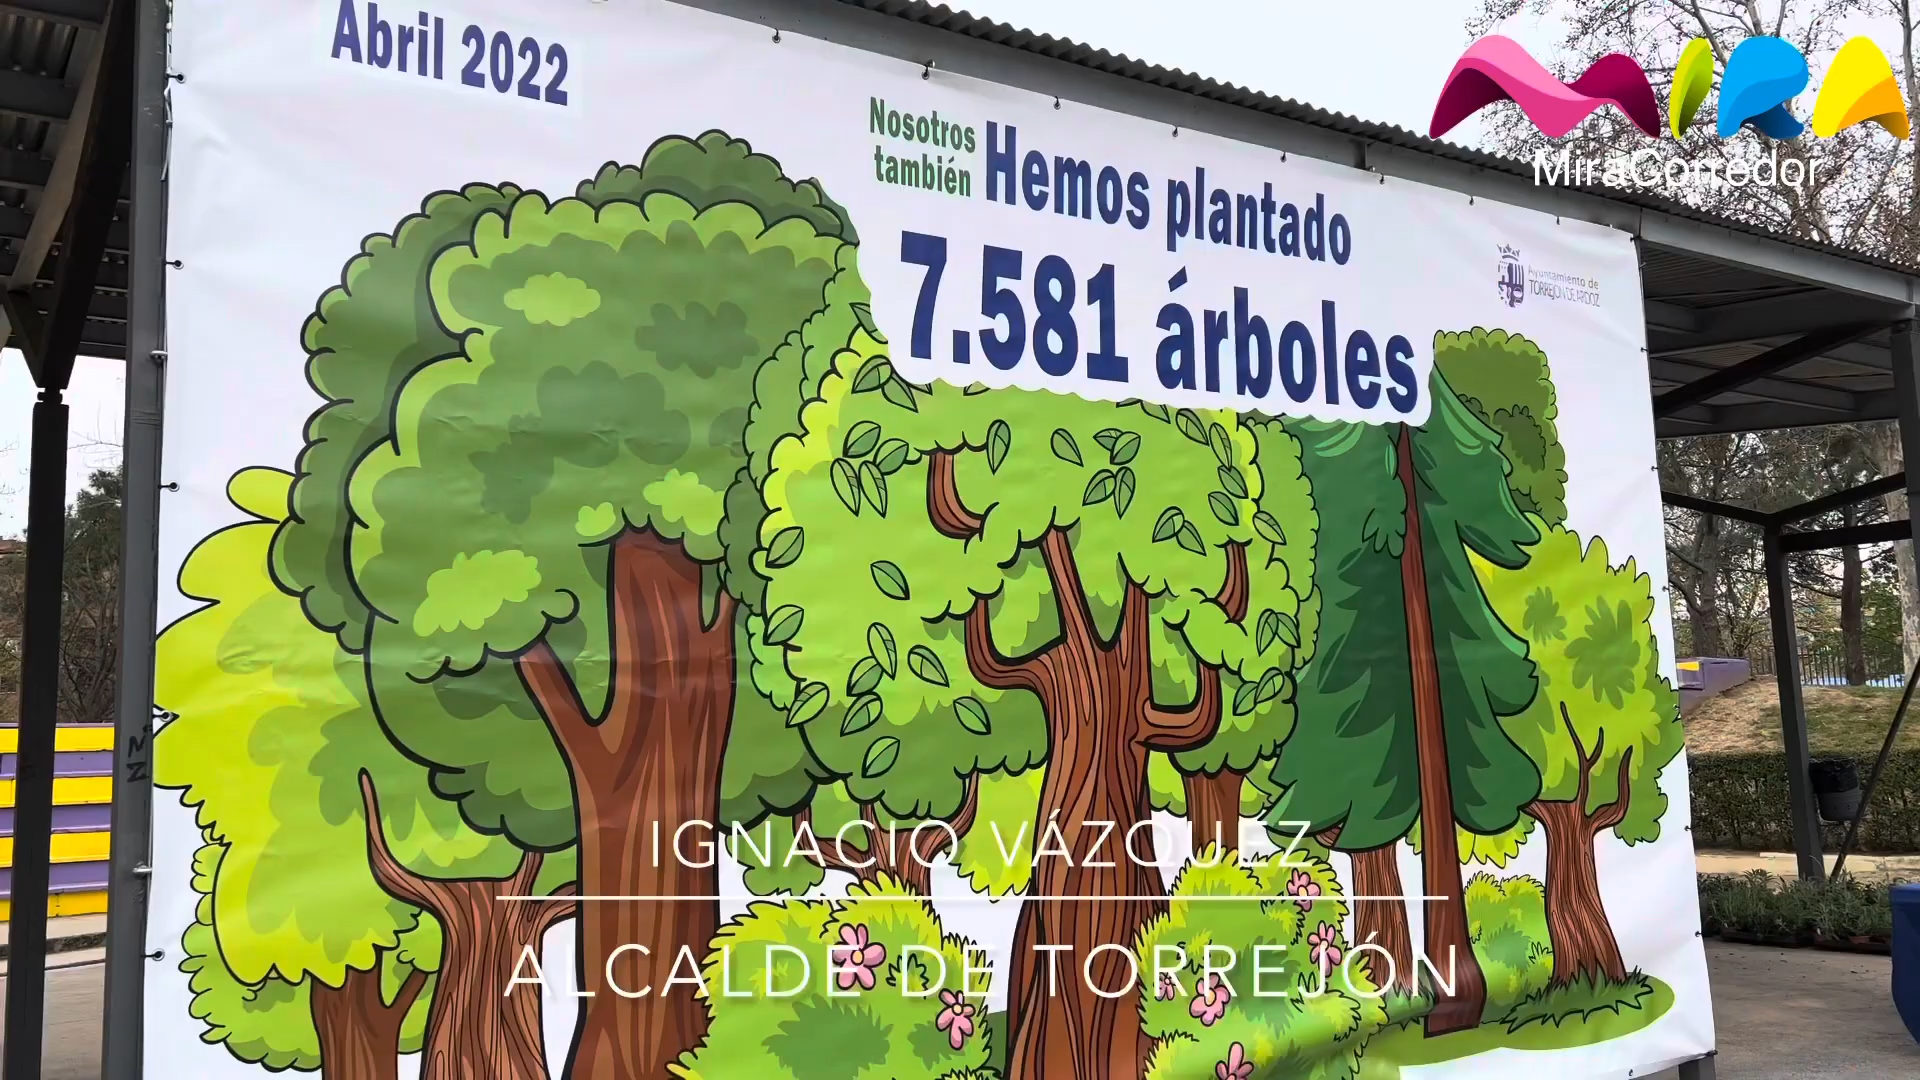 Abril 2022
Nosotros
también
Hemos plantado
7.581 árboles
MIRA
MiraCorredor
Ayuntamiento de
TORREJÓN DE ARDOZ
IGNACIO VÁZQUEZ
ALCALDE DE TORREJÓN